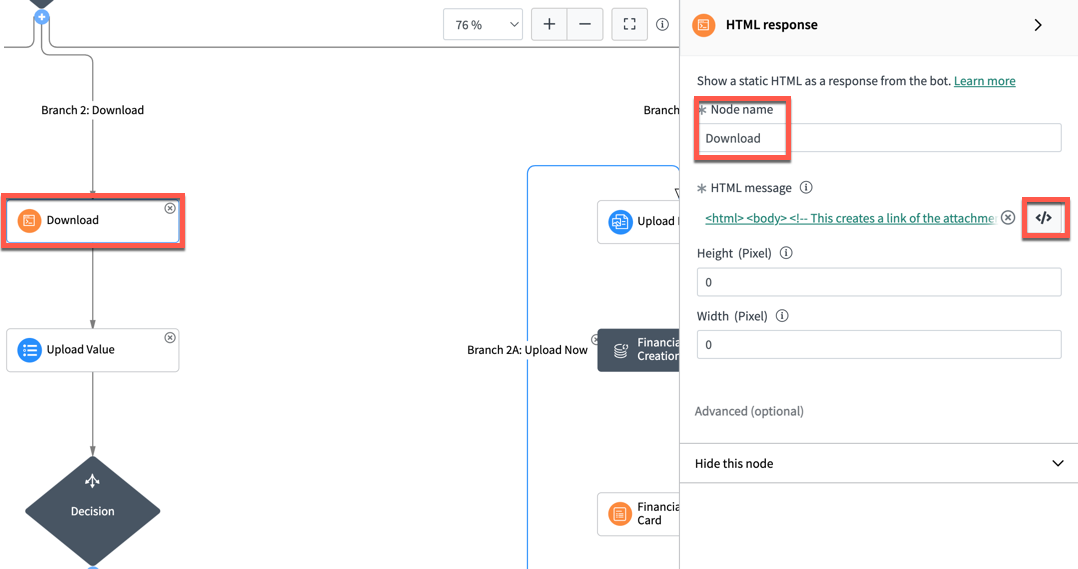 76 %
HTML response
Show a static HTML as a response from the bot. Learn more
Branch 2: Download
Branch
* Node name
Download
* HTML message
<html> <body> <!-- This creates a link of the attachme
</>
Download
Upload
Height (Pixel)
0
Width (Pixel)
0
Upload Value
Branch 2A: Upload Now
Financia
Creation
Advanced (optional)
Hide this node
Decision
Financia
Card